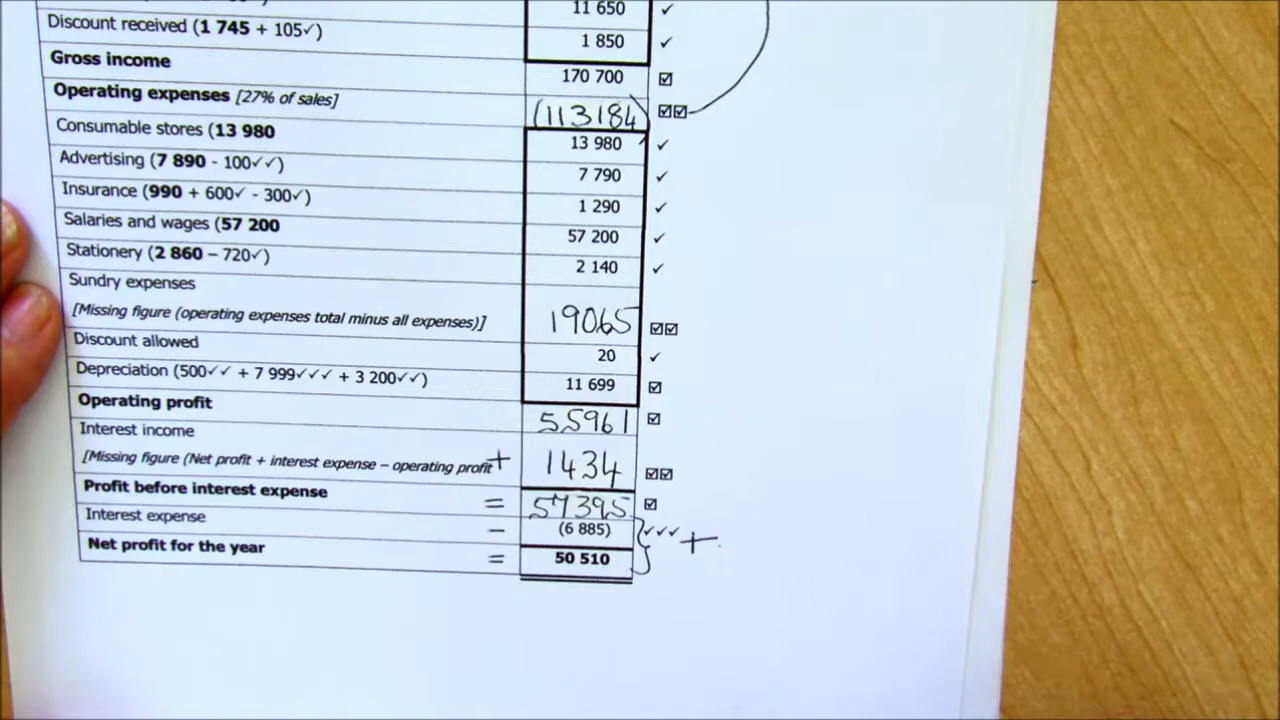 11 650 ✓
Discount received (1 745 + 105✓) 1 850 ✓
Gross income 170 700 ☑
Operating expenses [27% of sales] (113184) ☑☑
Consumable stores (13 980 13 980 ✓
Advertising (7 890 - 100✓✓) 7 790 ✓
Insurance (990 + 600✓ - 300✓) 1 290 ✓
Salaries and wages (57 200 57 200 ✓
Stationery (2 860 – 720✓) 2 140 ✓
Sundry expenses
[Missing figure (operating expenses total minus all expenses)] 19065 ☑☑
Discount allowed 20 ✓
Depreciation (500✓✓ + 7 999✓✓✓ + 3 200✓✓) 11 699 ☑
Operating profit 55961 ☑
Interest income
[Missing figure (Net profit + interest expense – operating profit + 1434 ☑☑
Profit before interest expense = 57395 ☑
Interest expense – (6 885) ✓✓✓ +
Net profit for the year = 50 510